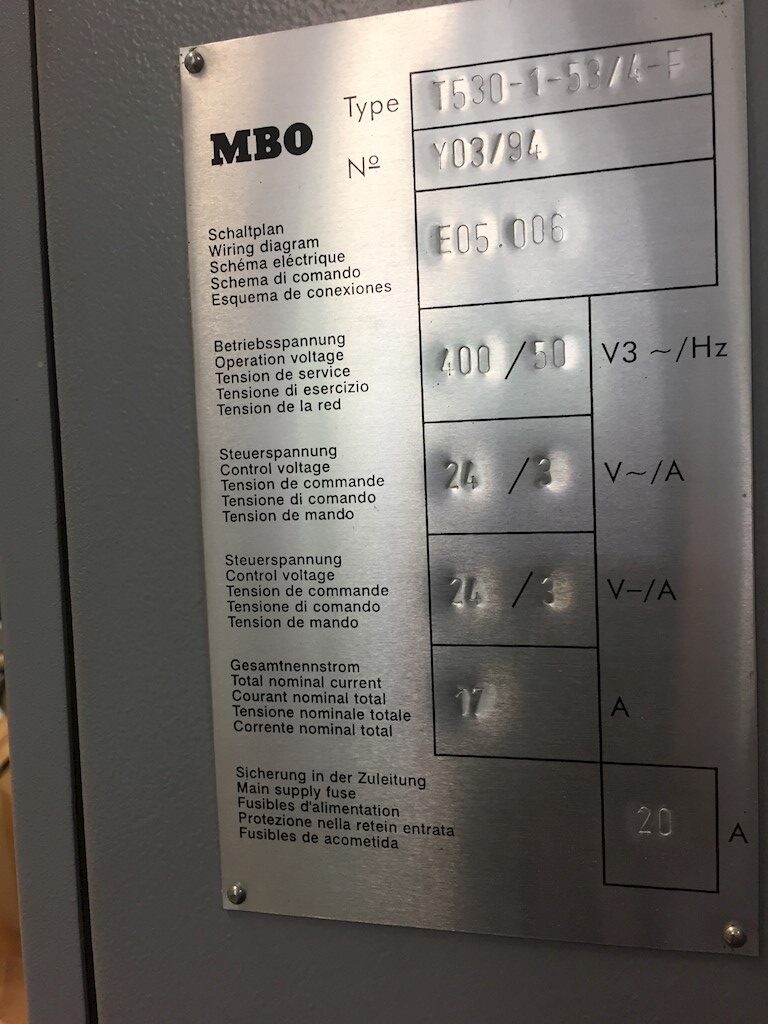 MBO
Type T530-1-53/4-F
Nº Y03/94
Schaltplan
Wiring diagram
Schéma eléctrique
Schema di comando
Esquema de conexiones
E05.006
Betriebsspannung
Operation voltage
Tension de service
Tensione di esercizio
Tension de la red
400 / 50 V3 ~/Hz
Steuerspannung
Control voltage
Tension de commande
Tensione di comando
Tension de mando
24 / 3 V~/A
Steuerspannung
Control voltage
Tension de commande
Tensione di comando
Tension de mando
24 / 3 V–/A
Gesamtnennstrom
Total nominal current
Courant nominal total
Tensione nominale totale
Corrente nominal total
17 A
Sicherung in der Zuleitung
Main supply fuse
Fusibles d'alimentation
Protezione nella retein entrata
Fusibles de acometida
20 A